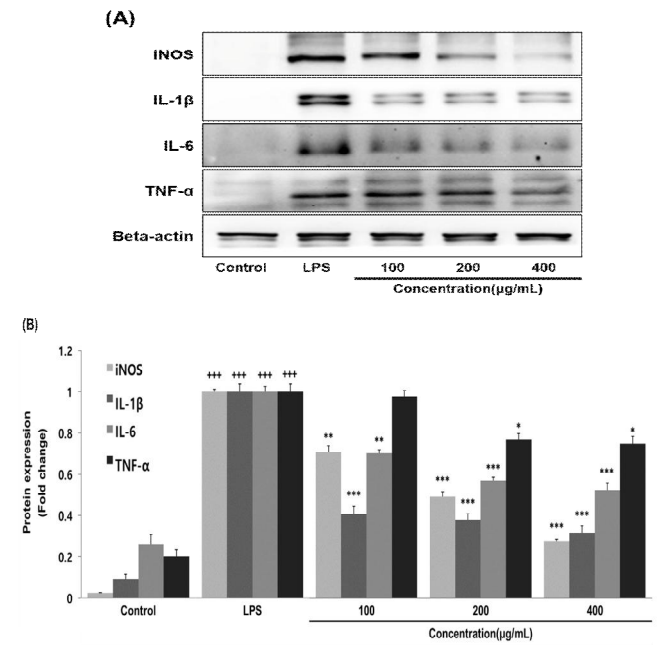 (A)
iNOS
IL-1β
IL-6
TNF-α
Beta-actin
Control LPS 100 200 400
Concentration(μg/mL)
(B)
Protein expression
(Fold change)
1.2
1
0.8
0.6
0.4
0.2
0
iNOS
IL-1β
IL-6
TNF-α
+++ +++ +++ +++
** *** **
*** *** *** *
*** *** *** *
Control LPS 100 200 400
Concentration(μg/mL)